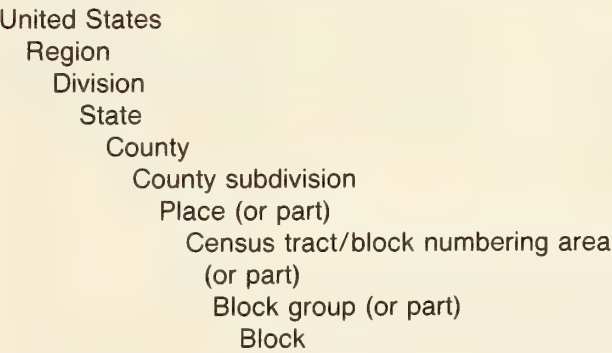 United States
Region
Division
State
County
County subdivision
Place (or part)
Census tract/block numbering area
(or part)
Block group (or part)
Block